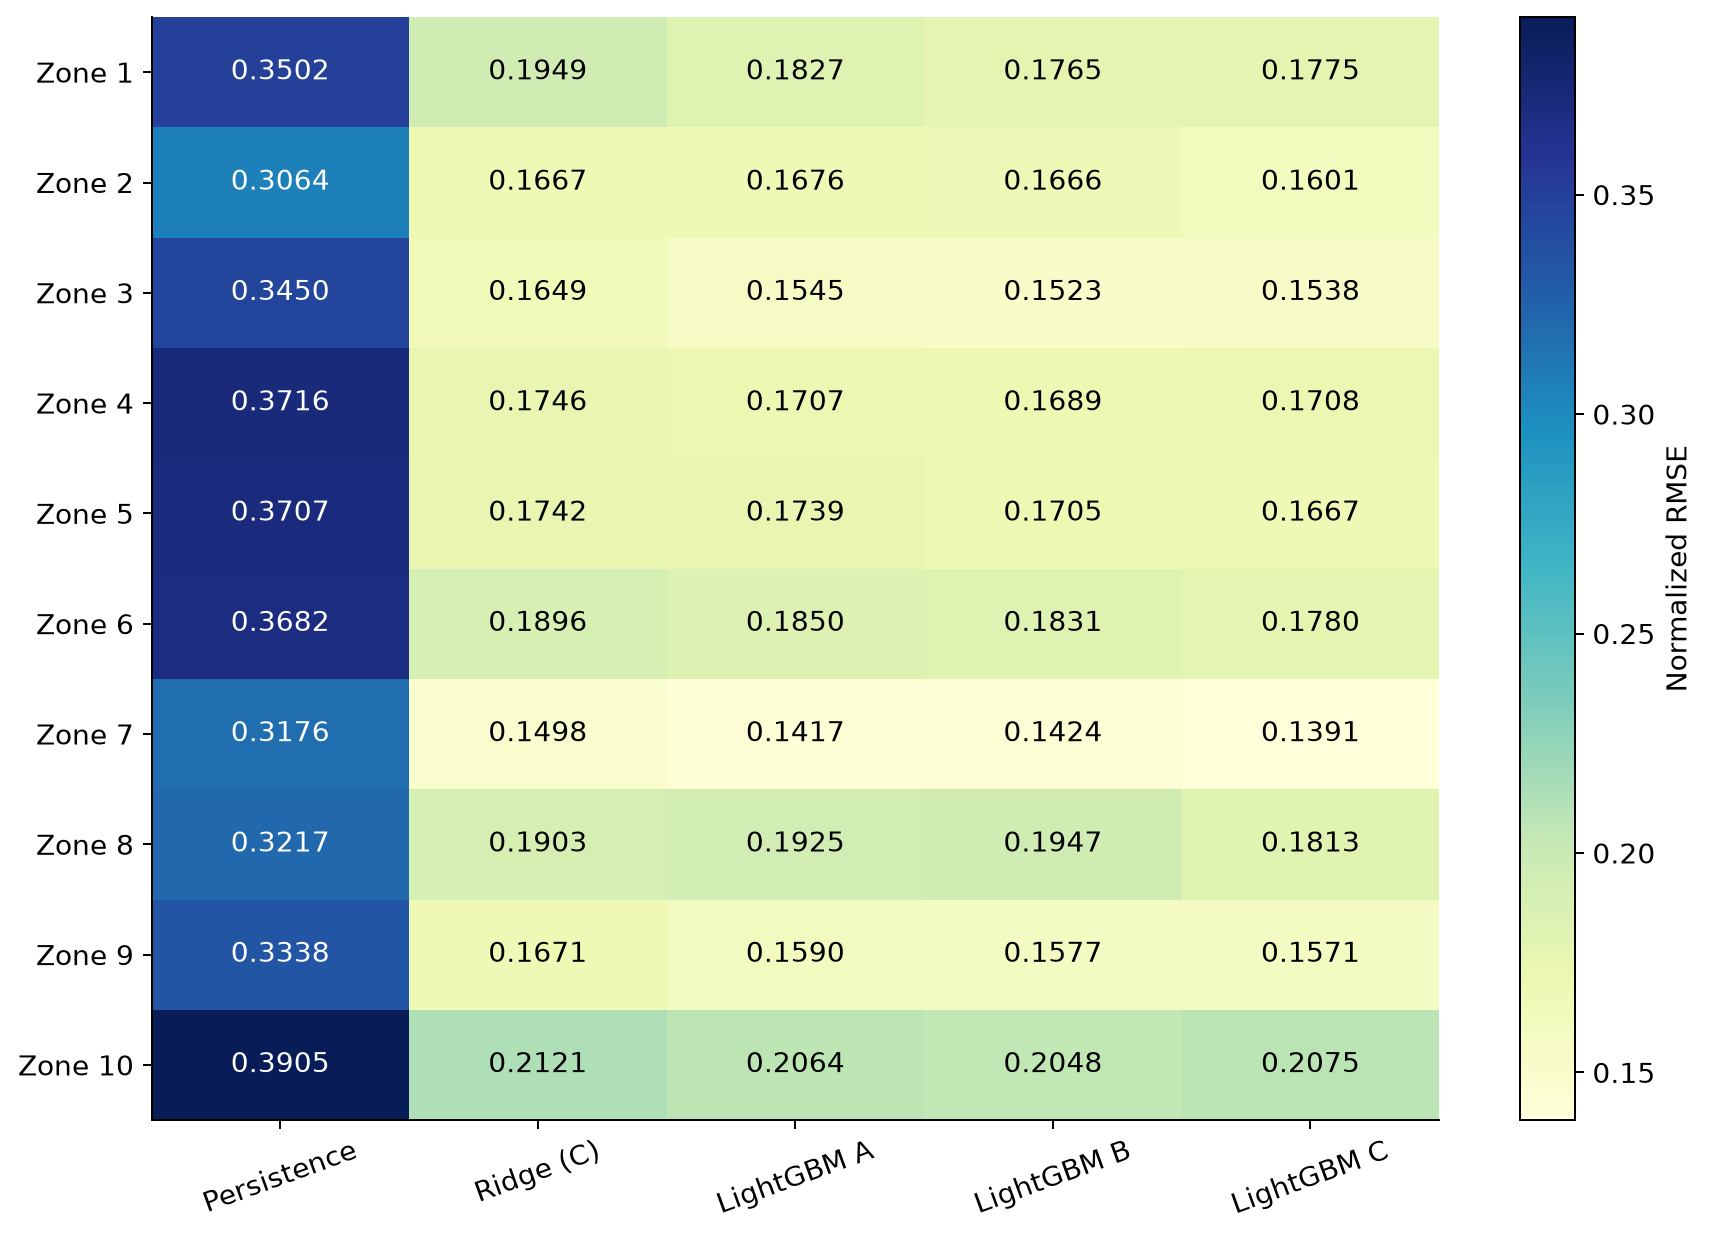 Zone 1 0.3502 0.1949 0.1827 0.1765 0.1775
Zone 2 0.3064 0.1667 0.1676 0.1666 0.1601
Zone 3 0.3450 0.1649 0.1545 0.1523 0.1538
Zone 4 0.3716 0.1746 0.1707 0.1689 0.1708
Zone 5 0.3707 0.1742 0.1739 0.1705 0.1667
Zone 6 0.3682 0.1896 0.1850 0.1831 0.1780
Zone 7 0.3176 0.1498 0.1417 0.1424 0.1391
Zone 8 0.3217 0.1903 0.1925 0.1947 0.1813
Zone 9 0.3338 0.1671 0.1590 0.1577 0.1571
Zone 10 0.3905 0.2121 0.2064 0.2048 0.2075
Persistence Ridge (C) LightGBM A LightGBM B LightGBM C
0.35
0.30
0.25
0.20
0.15
Normalized RMSE